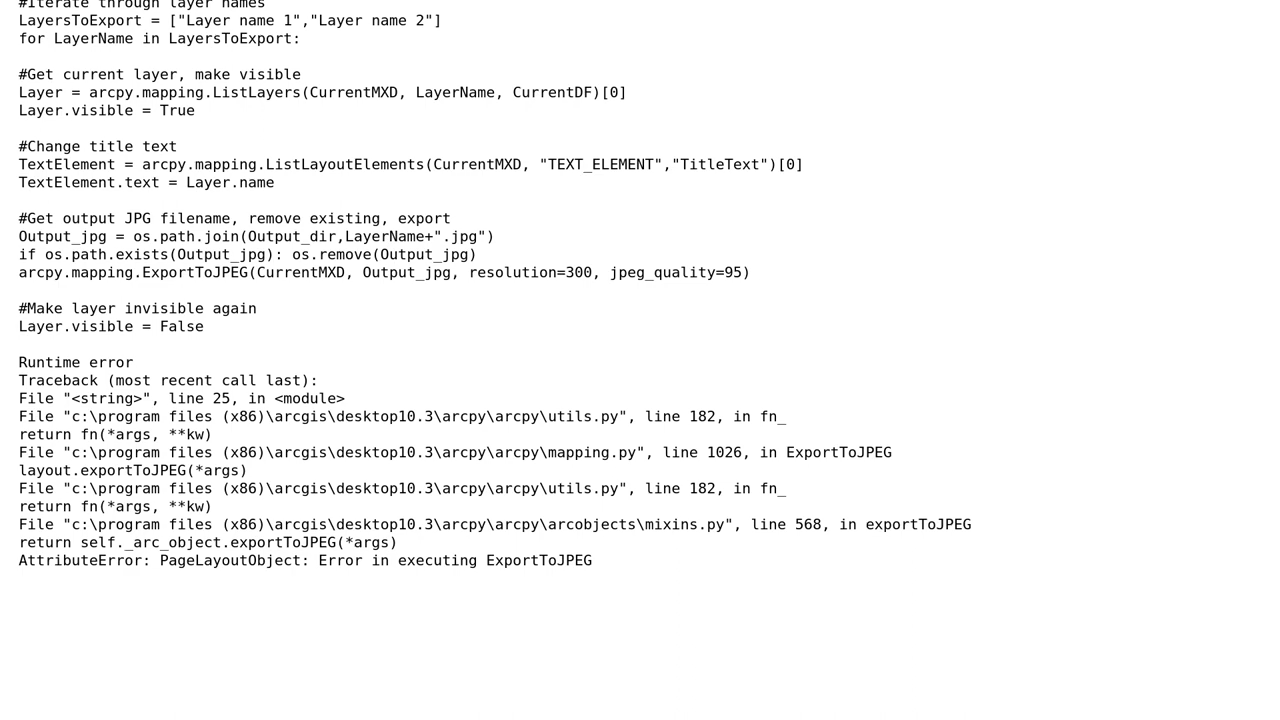 #Iterate through layer names
LayersToExport = ["Layer name 1","Layer name 2"]
for LayerName in LayersToExport:
#Get current layer, make visible
Layer = arcpy.mapping.ListLayers(CurrentMXD, LayerName, CurrentDF)[0]
Layer.visible = True
#Change title text
TextElement = arcpy.mapping.ListLayoutElements(CurrentMXD, "TEXT_ELEMENT","TitleText")[0]
TextElement.text = Layer.name
#Get output JPG filename, remove existing, export
Output_jpg = os.path.join(Output_dir,LayerName+".jpg")
if os.path.exists(Output_jpg): os.remove(Output_jpg)
arcpy.mapping.ExportToJPEG(CurrentMXD, Output_jpg, resolution=300, jpeg_quality=95)
#Make layer invisible again
Layer.visible = False
Runtime error
Traceback (most recent call last):
File "<string>", line 25, in <module>
File "c:\program files (x86)\arcgis\desktop10.3\arcpy\arcpy\utils.py", line 182, in fn_
return fn(*args, **kw)
File "c:\program files (x86)\arcgis\desktop10.3\arcpy\arcpy\mapping.py", line 1026, in ExportToJPEG
layout.exportToJPEG(*args)
File "c:\program files (x86)\arcgis\desktop10.3\arcpy\arcpy\utils.py", line 182, in fn_
return fn(*args, **kw)
File "c:\program files (x86)\arcgis\desktop10.3\arcpy\arcpy\arcobjects\mixins.py", line 568, in exportToJPEG
return self._arc_object.exportToJPEG(*args)
AttributeError: PageLayoutObject: Error in executing ExportToJPEG